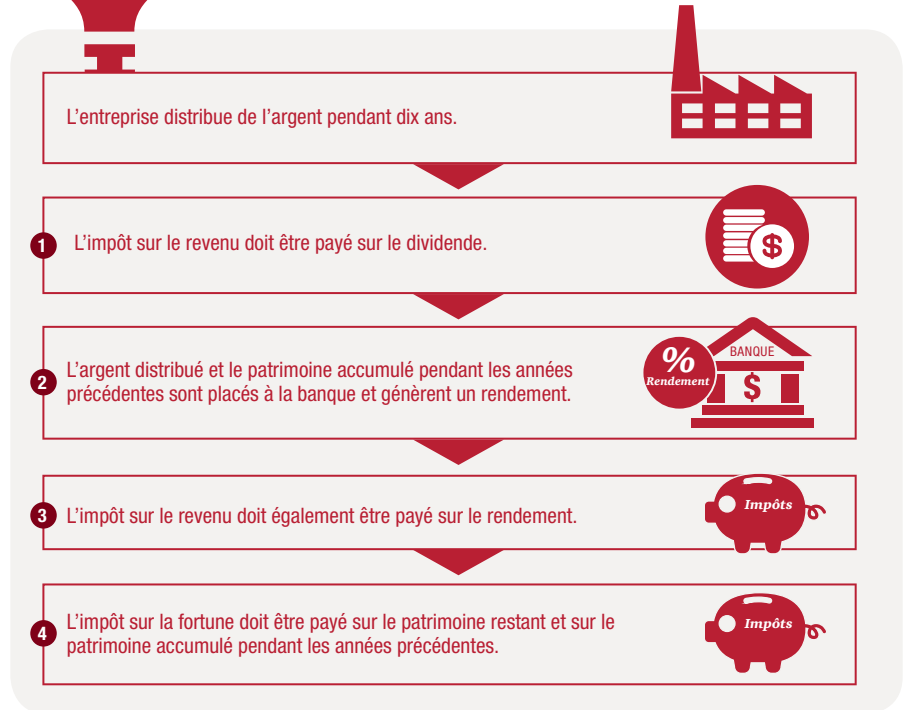 L’entreprise distribue de l’argent pendant dix ans.
1
L’impôt sur le revenu doit être payé sur le dividende.
$
2
L’argent distribué et le patrimoine accumulé pendant les années
précédentes sont placés à la banque et génèrent un rendement.
%
Rendement
BANQUE
$
3
L’impôt sur le revenu doit également être payé sur le rendement.
Impôts
4
L’impôt sur la fortune doit être payé sur le patrimoine restant et sur le
patrimoine accumulé pendant les années précédentes.
Impôts